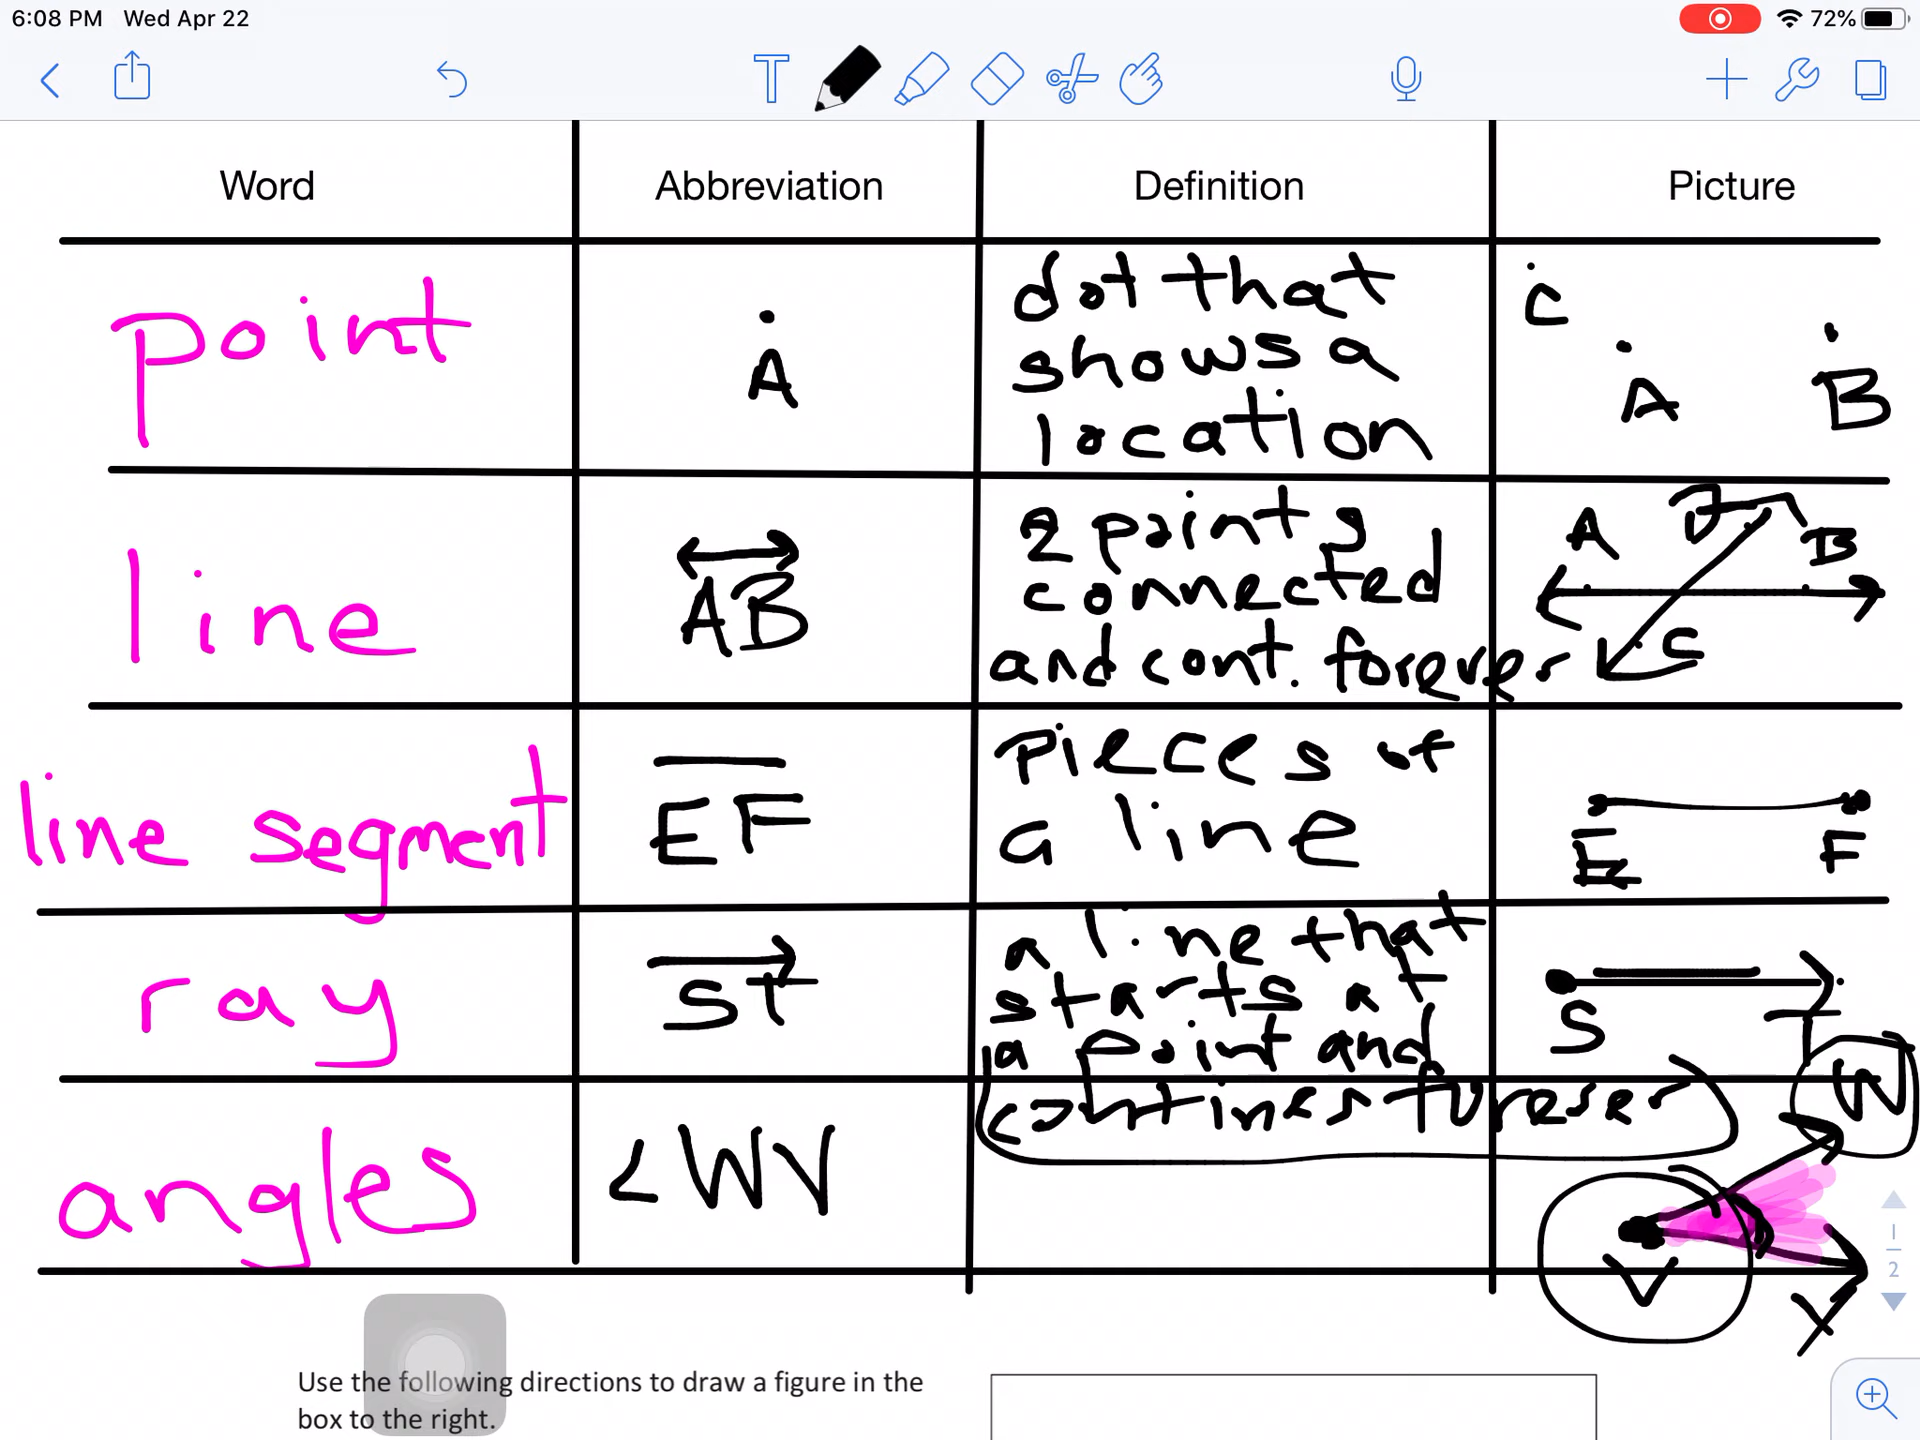 6:08 PM Wed Apr 22
72%
T
Word Abbreviation Definition Picture
point
A
dot that
shows a
location
C
A
B
line
AB
2 points
connected
and cont. forever
A
B
C
line segment
EF
pieces of
a line
E
F
ray
ST
a line that
starts at
a point and
contines forever
S
T
angles
<WV
W
V
Y
1
2
Use the following directions to draw a figure in the
box to the right.